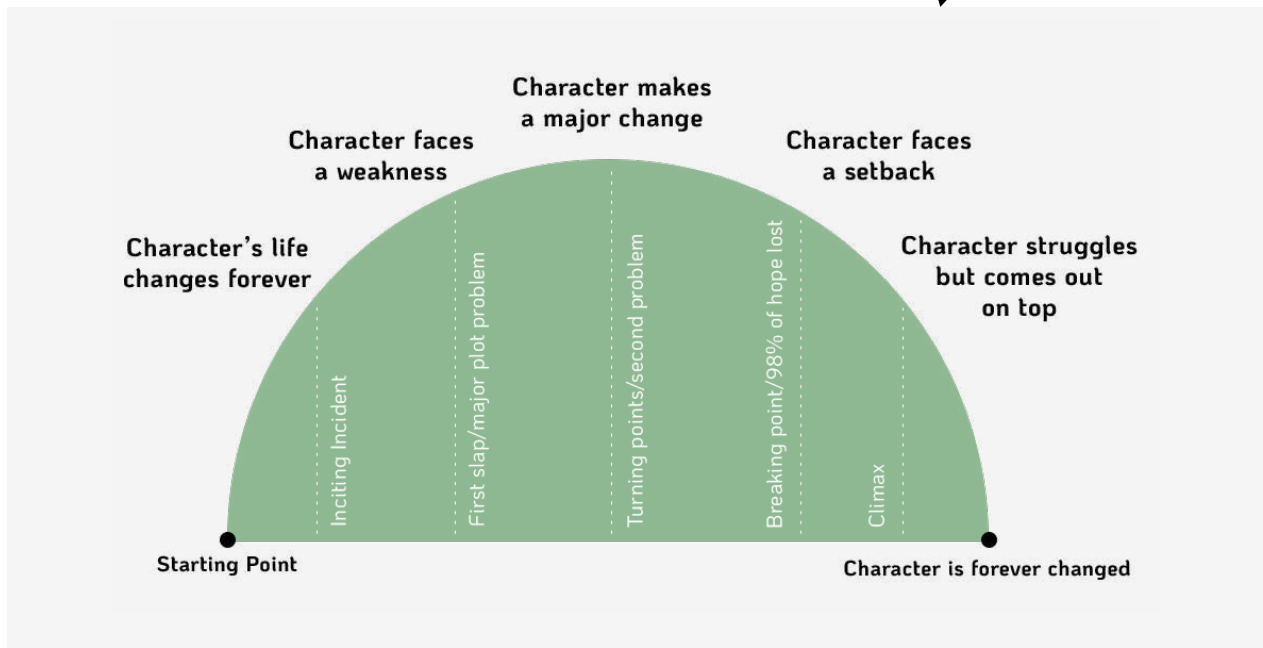 Character makes
a major change
Character faces
a weakness
Character faces
a setback
Character’s life
changes forever
Character struggles
but comes out
on top
Inciting Incident
First slap/major plot problem
Turning points/second problem
Breaking point/98% of hope lost
Climax
Starting Point
Character is forever changed